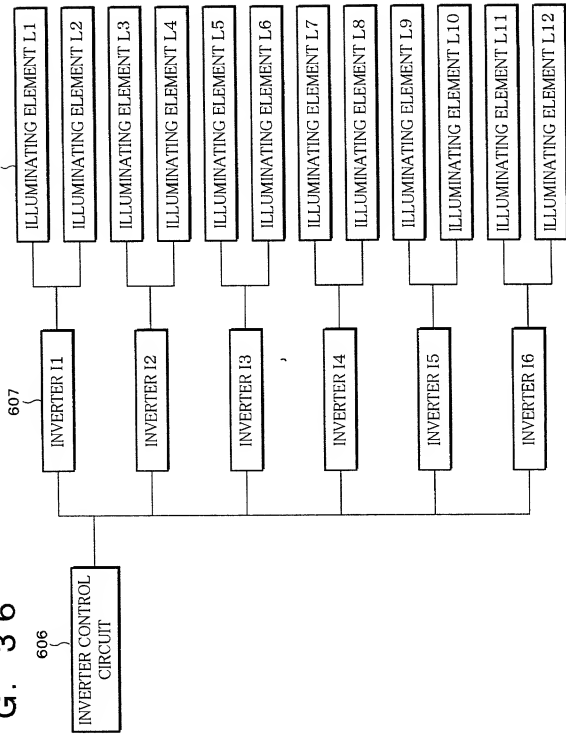 G. 36
606
INVERTER CONTROL
CIRCUIT
607
INVERTER I1
INVERTER I2
INVERTER I3
INVERTER I4
INVERTER I5
INVERTER I6
ILLUMINATING ELEMENT L1
ILLUMINATING ELEMENT L2
ILLUMINATING ELEMENT L3
ILLUMINATING ELEMENT L4
ILLUMINATING ELEMENT L5
ILLUMINATING ELEMENT L6
ILLUMINATING ELEMENT L7
ILLUMINATING ELEMENT L8
ILLUMINATING ELEMENT L9
ILLUMINATING ELEMENT L10
ILLUMINATING ELEMENT L11
ILLUMINATING ELEMENT L12